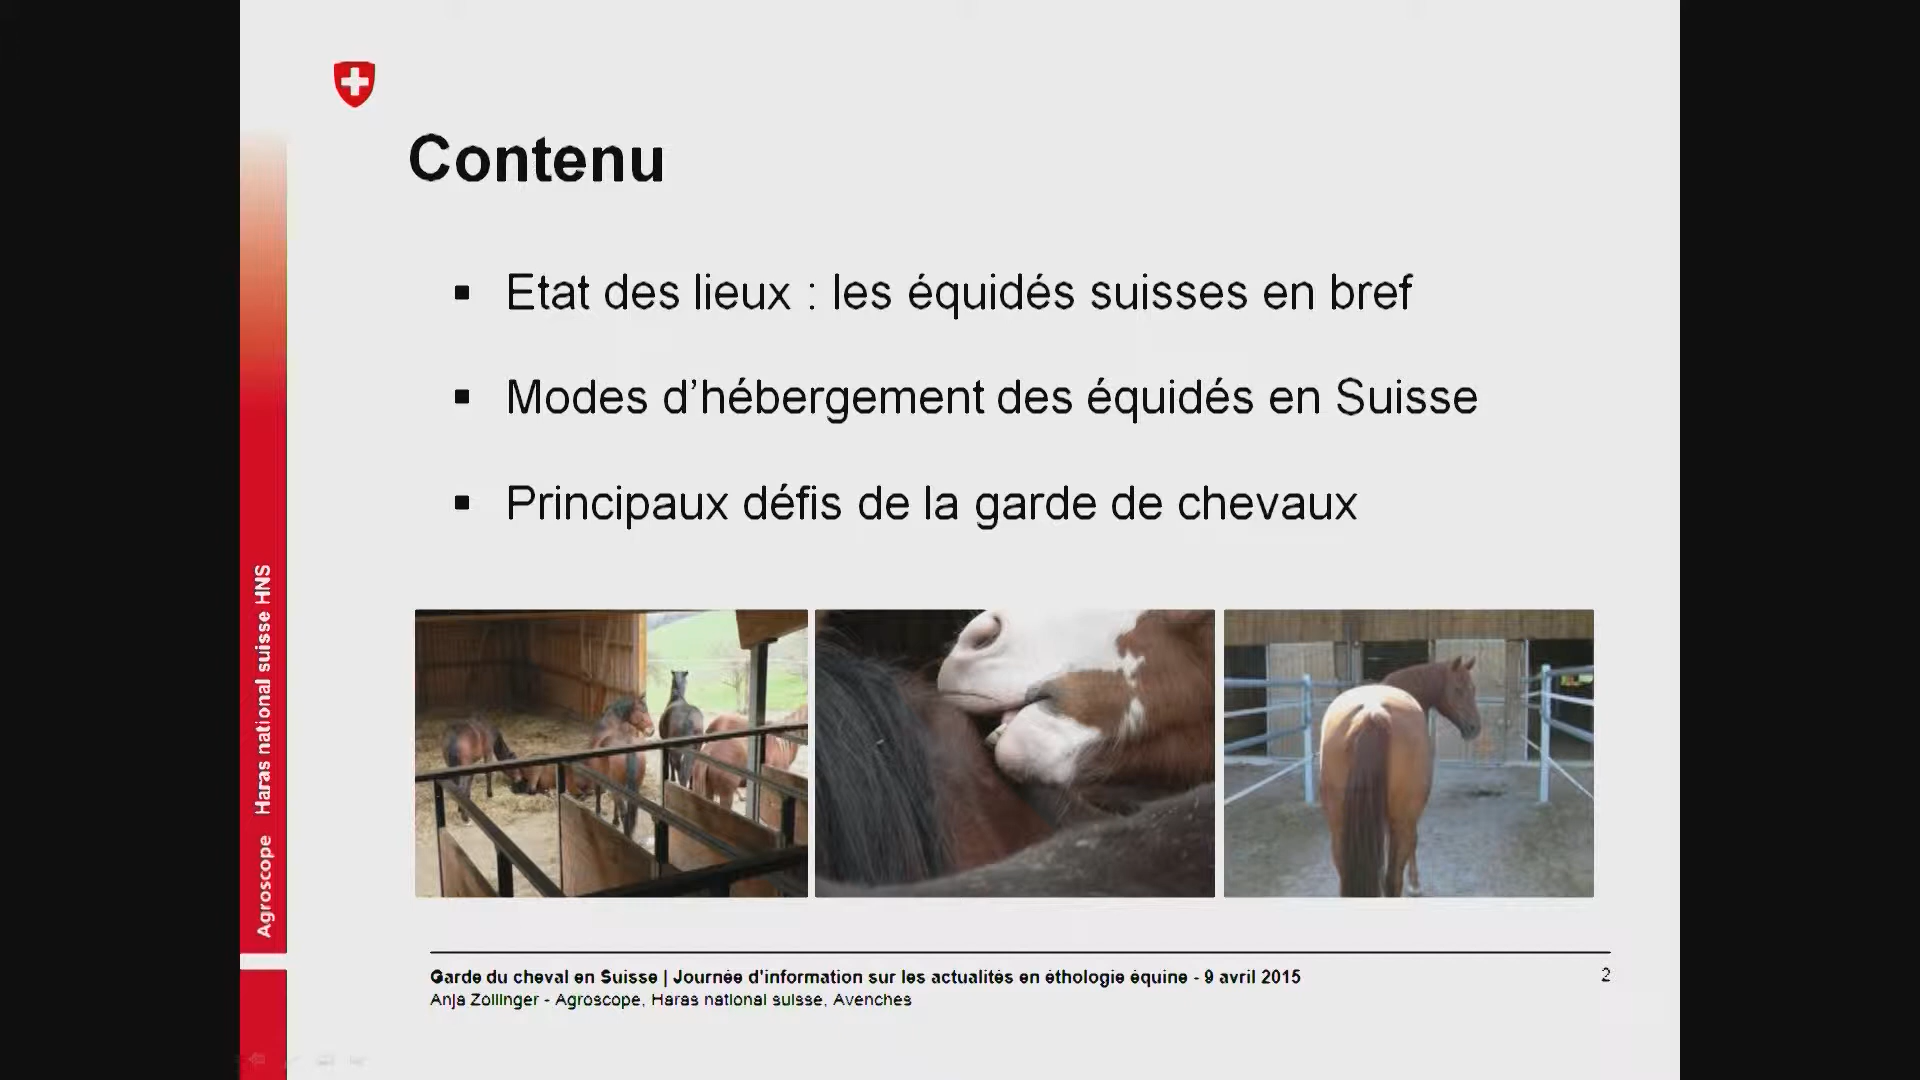 Contenu
▪ Etat des lieux : les équidés suisses en bref
▪ Modes d’hébergement des équidés en Suisse
▪ Principaux défis de la garde de chevaux
Agroscope Haras national suisse HNS
Garde du cheval en Suisse | Journée d'information sur les actualités en éthologie équine - 9 avril 2015
Anja Zollinger - Agroscope, Haras national suisse, Avenches
2